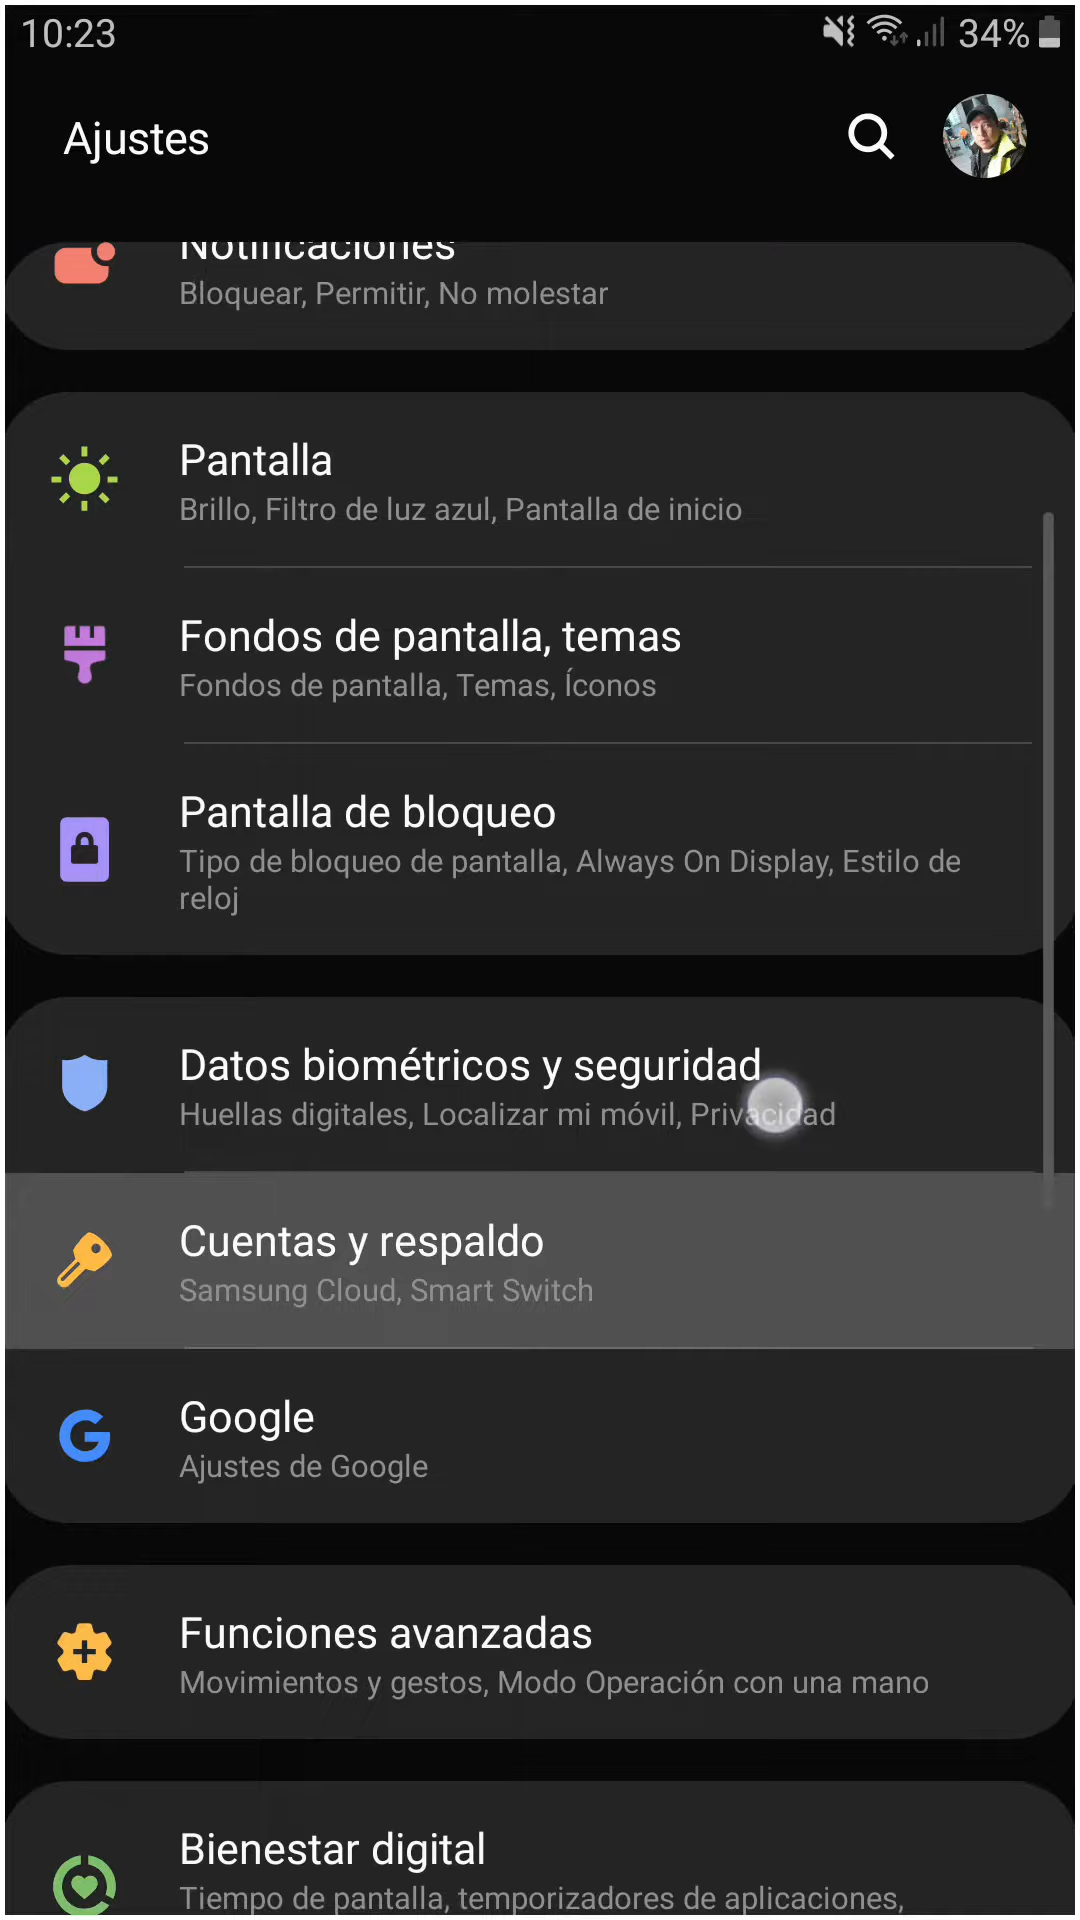 10:23
34%
Ajustes
Notificaciones
Bloquear, Permitir, No molestar
Pantalla
Brillo, Filtro de luz azul, Pantalla de inicio
Fondos de pantalla, temas
Fondos de pantalla, Temas, Íconos
Pantalla de bloqueo
Tipo de bloqueo de pantalla, Always On Display, Estilo de
reloj
Datos biométricos y seguridad
Huellas digitales, Localizar mi móvil, Privacidad
Cuentas y respaldo
Samsung Cloud, Smart Switch
Google
Ajustes de Google
Funciones avanzadas
Movimientos y gestos, Modo Operación con una mano
Bienestar digital
Tiempo de pantalla, temporizadores de aplicaciones,